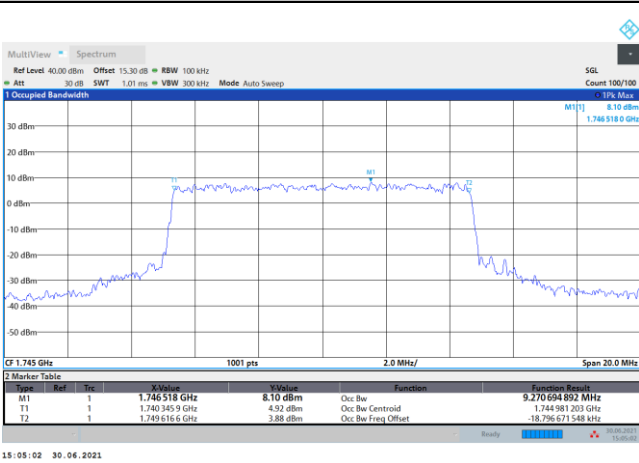 MultiView Spectrum
Ref Level 40.00 dBm Offset 15.30 dB RBW 100 kHz SGL
Att 30 dB SWT 1.01 ms VBW 300 kHz Mode Auto Sweep Count 100/100
1 Occupied Bandwidth 1Pk Max
M1[1] 8.10 dBm
1.746 518 0 GHz
30 dBm
20 dBm
10 dBm
0 dBm
-10 dBm
-20 dBm
-30 dBm
-40 dBm
-50 dBm
T1 M1 T2
CF 1.745 GHz 1001 pts 2.0 MHz/ Span 20.0 MHz
2 Marker Table
Type Ref Trc X-Value Y-Value Function Function Result
M1 1 1.746 518 GHz 8.10 dBm Occ Bw 9.270 694 892 MHz
T1 1 1.740 345 9 GHz 4.92 dBm Occ Bw Centroid 1.744 981 203 GHz
T2 1 1.749 616 6 GHz 3.88 dBm Occ Bw Freq Offset -18.796 671 548 kHz
Ready 30.06.2021
15:05:02
15:05:02 30.06.2021